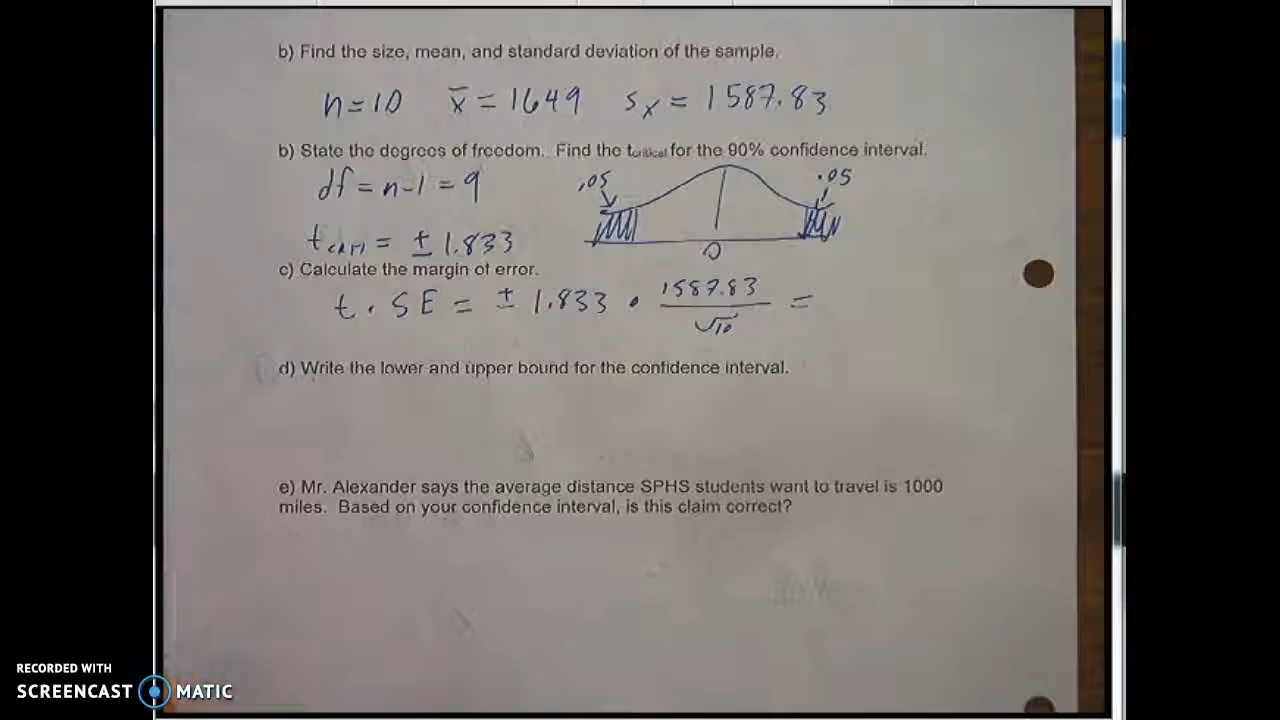 b) Find the size, mean, and standard deviation of the sample.
n = 10 x̄ = 1649 sx = 1587.83
b) State the degrees of freedom. Find the tcritical for the 90% confidence interval.
df = n-1 = 9
.05 .05
tcrit = ± 1.833
0
c) Calculate the margin of error.
t · SE = ± 1.833 · 1587.83 / √10 =
d) Write the lower and upper bound for the confidence interval.
e) Mr. Alexander says the average distance SPHS students want to travel is 1000
miles. Based on your confidence interval, is this claim correct?
RECORDED WITH
SCREENCAST MATIC